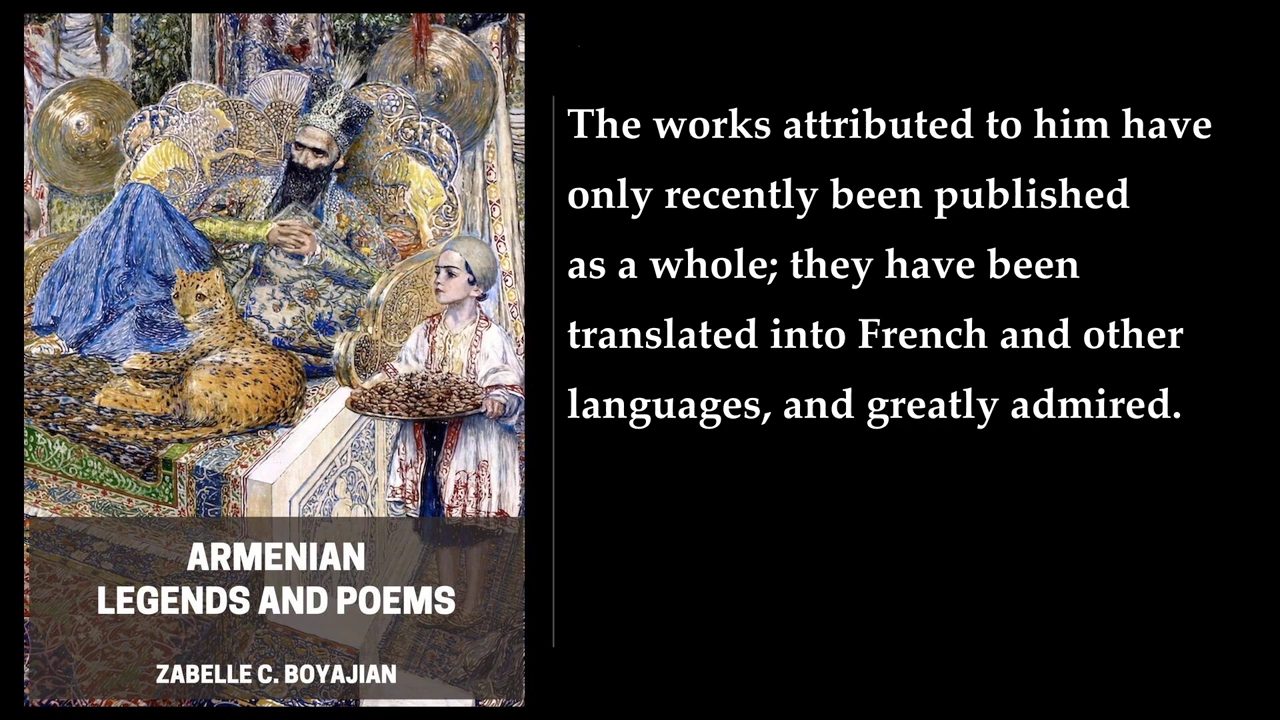 The works attributed to him have
only recently been published
as a whole; they have been
translated into French and other
languages, and greatly admired.
ARMENIAN
LEGENDS AND POEMS
ZABELLE C. BOYAJIAN